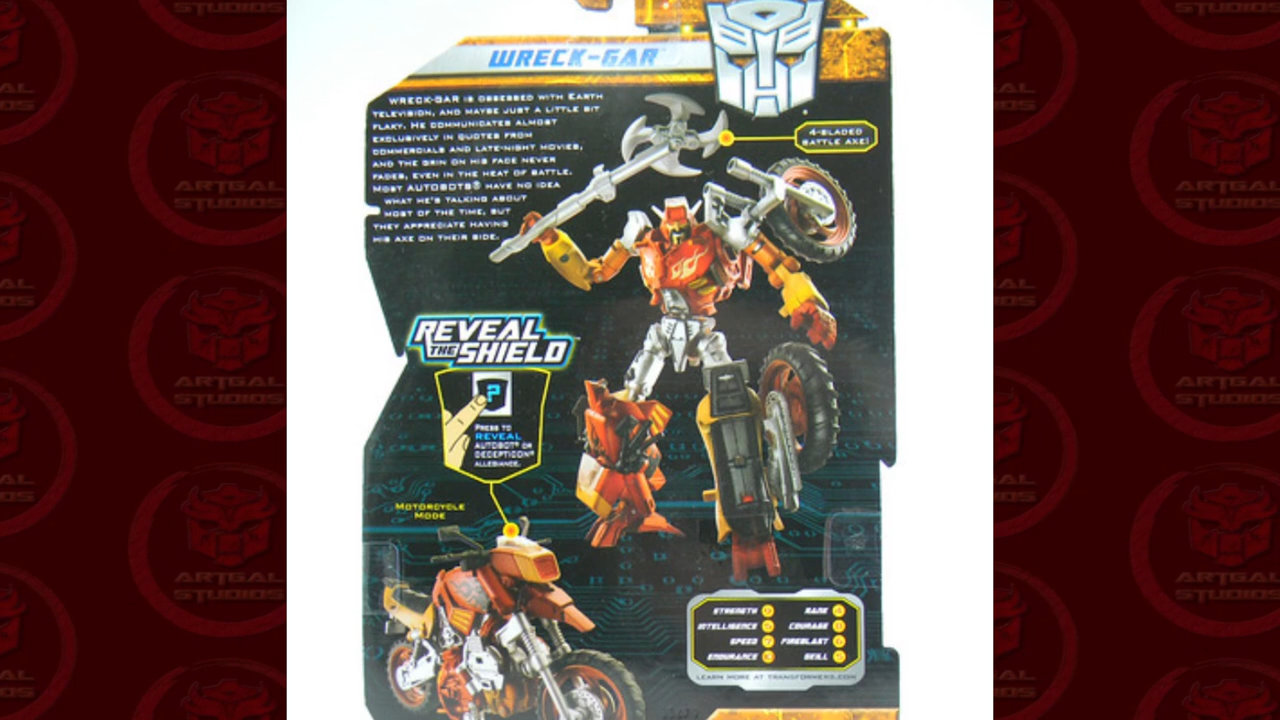 WRECK-GAR™
WRECK-GAR IS OBSESSED WITH EARTH
TELEVISION, AND MAYBE JUST A LITTLE BIT
FLAKY. HE COMMUNICATES ALMOST
EXCLUSIVELY IN QUOTES FROM
COMMERCIALS AND LATE-NIGHT MOVIES,
AND THE GRIN ON HIS FACE NEVER
FADES, EVEN IN THE HEAT OF BATTLE.
MOST AUTOBOTS® HAVE NO IDEA
WHAT HE'S TALKING ABOUT
MOST OF THE TIME, BUT
THEY APPRECIATE HAVING
HIS AXE ON THEIR SIDE.
4-BLADED
BATTLE AXE!
REVEAL
THE SHIELD™
?
PRESS TO
REVEAL
AUTOBOT® OR
DECEPTICON®
ALLEGIANCE.
MOTORCYCLE
MODE
STRENGTH RANK
INTELLIGENCE COURAGE
SPEED FIREBLAST
ENDURANCE SKILL
LEARN MORE AT TRANSFORMERS.COM
ARTGAL
STUDIOS